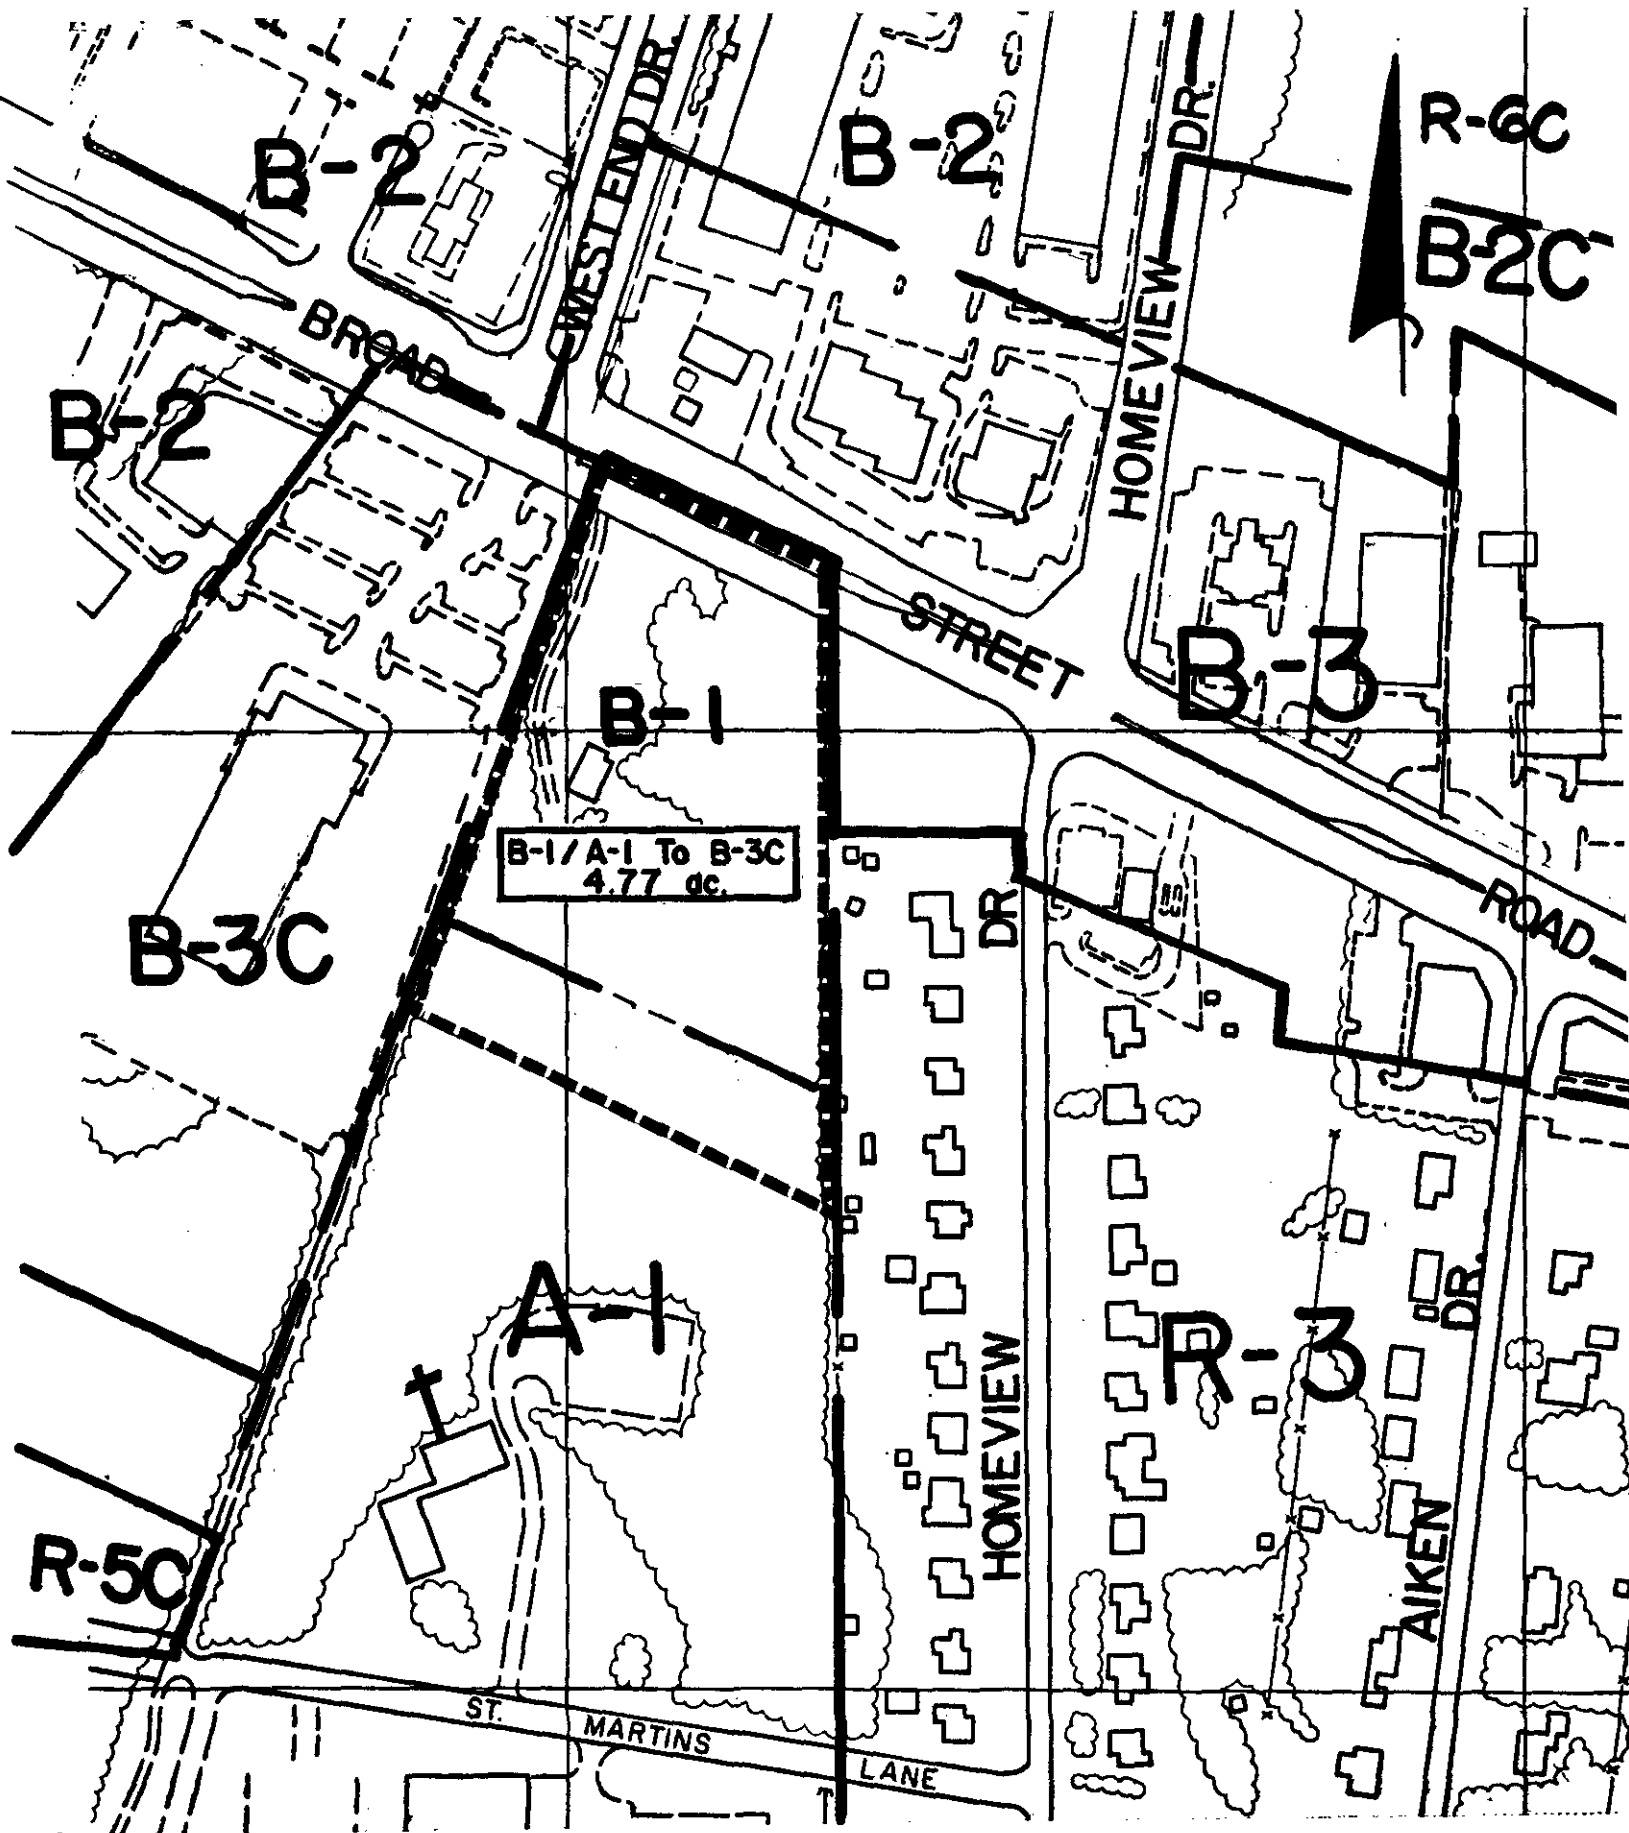 R-6C
B-2C
B-2
B-2
WEST END DR.
HOMEVIEW DR.
BROAD STREET ROAD
B-2
B-1
B-3
B-1/A-1 To B-3C
4.77 ac.
B-3C
HOMEVIEW DR
A-1
R-3
AIKEN DR.
R-5C
ST. MARTINS LANE